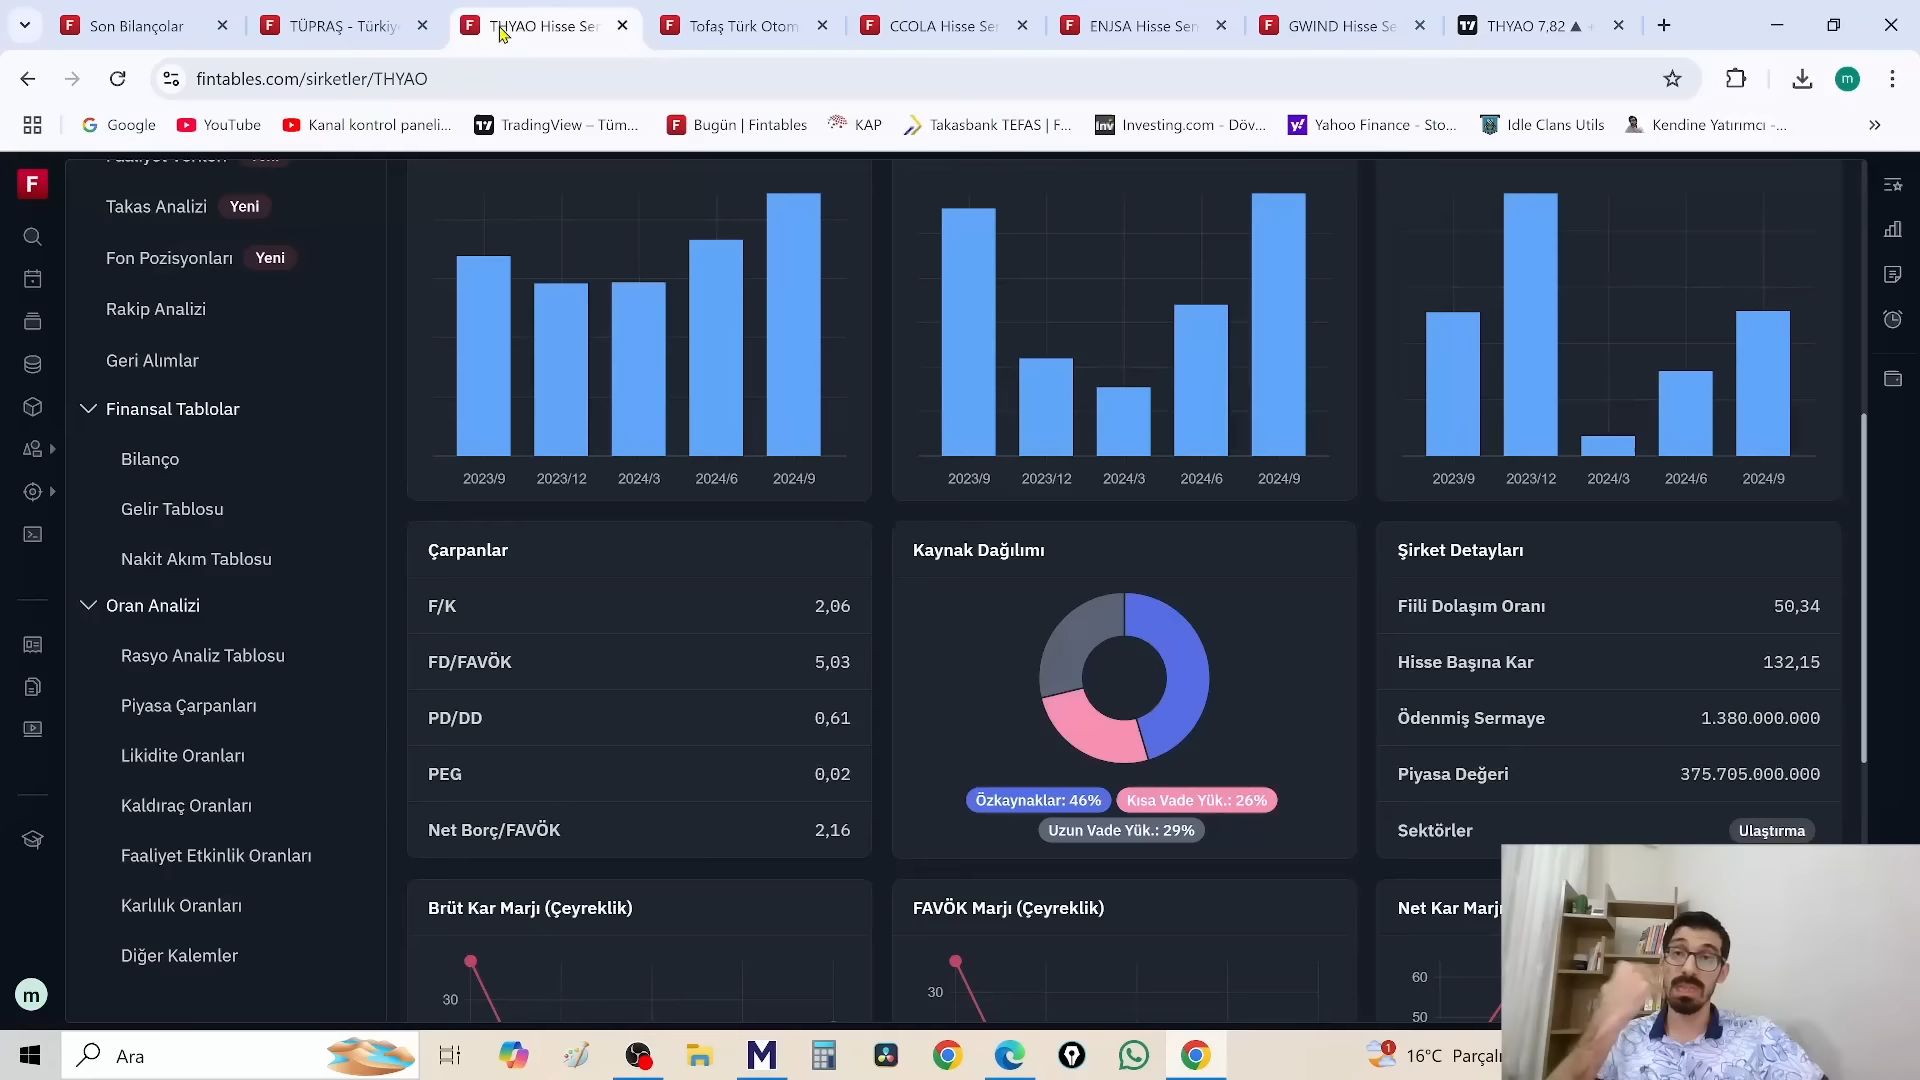 Son Bilançolar
TÜPRAŞ - Türkiy
THYAO Hisse Se
Tofaş Türk Otom
CCOLA Hisse Se
ENJSA Hisse Sen
GWIND Hisse Se
THYAO 7,82 ▲
fintables.com/sirketler/THYAO
m
Google
YouTube
Kanal kontrol paneli...
TradingView – Tüm...
Bugün | Fintables
KAP
Takasbank TEFAS | F...
Investing.com - Döv...
Yahoo Finance - Sto...
Idle Clans Utils
Kendine Yatırımcı -...
F
Takas Analizi Yeni
Fon Pozisyonları Yeni
Rakip Analizi
Geri Alımlar
Finansal Tablolar
Bilanço
Gelir Tablosu
Nakit Akım Tablosu
Oran Analizi
Rasyo Analiz Tablosu
Piyasa Çarpanları
Likidite Oranları
Kaldıraç Oranları
Faaliyet Etkinlik Oranları
Karlılık Oranları
Diğer Kalemler
m
2023/9 2023/12 2024/3 2024/6 2024/9
2023/9 2023/12 2024/3 2024/6 2024/9
2023/9 2023/12 2024/3 2024/6 2024/9
Çarpanlar
F/K 2,06
FD/FAVÖK 5,03
PD/DD 0,61
PEG 0,02
Net Borç/FAVÖK 2,16
Kaynak Dağılımı
Özkaynaklar: 46%
Kısa Vade Yük.: 26%
Uzun Vade Yük.: 29%
Şirket Detayları
Fiili Dolaşım Oranı 50,34
Hisse Başına Kar 132,15
Ödenmiş Sermaye 1.380.000.000
Piyasa Değeri 375.705.000.000
Sektörler Ulaştırma
Brüt Kar Marjı (Çeyreklik)
30
FAVÖK Marjı (Çeyreklik)
30
Net Kar Marjı
60
50
Ara
1
16°C Parçalı